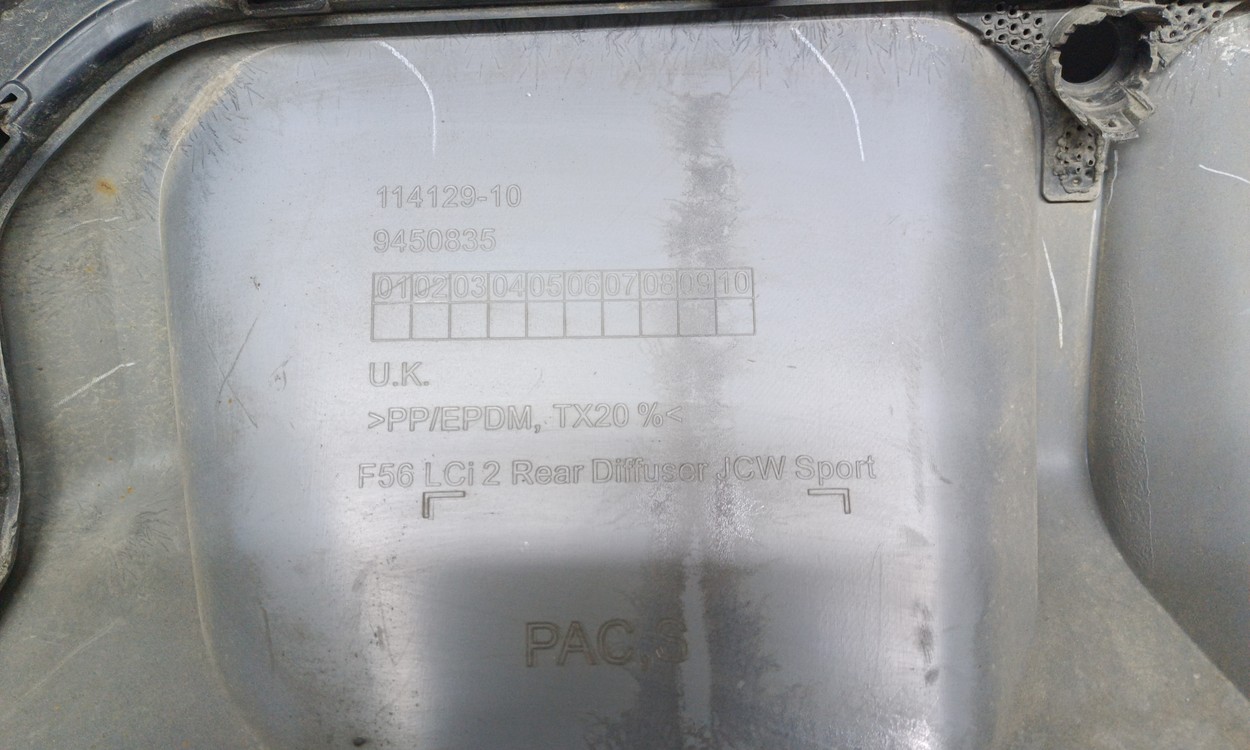 114129-10
9450835
01 02 03 04 05 06 07 08 09 10
U.K.
>PP/EPDM, TX20 %<
F56 LCi 2 Rear Diffuser JCW Sport
PAC,S